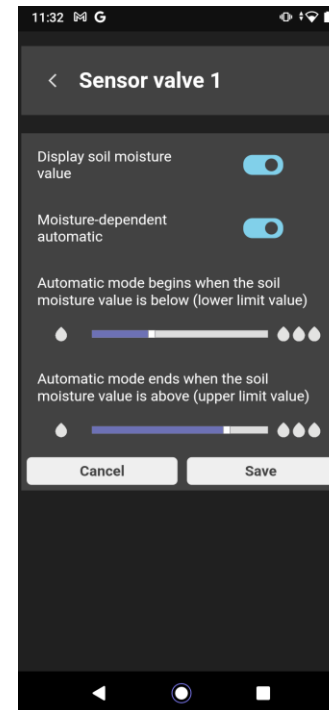 11:32 G
Sensor valve 1
Display soil moisture
value
Moisture-dependent
automatic
Automatic mode begins when the soil
moisture value is below (lower limit value)
Automatic mode ends when the soil
moisture value is above (upper limit value)
Cancel Save